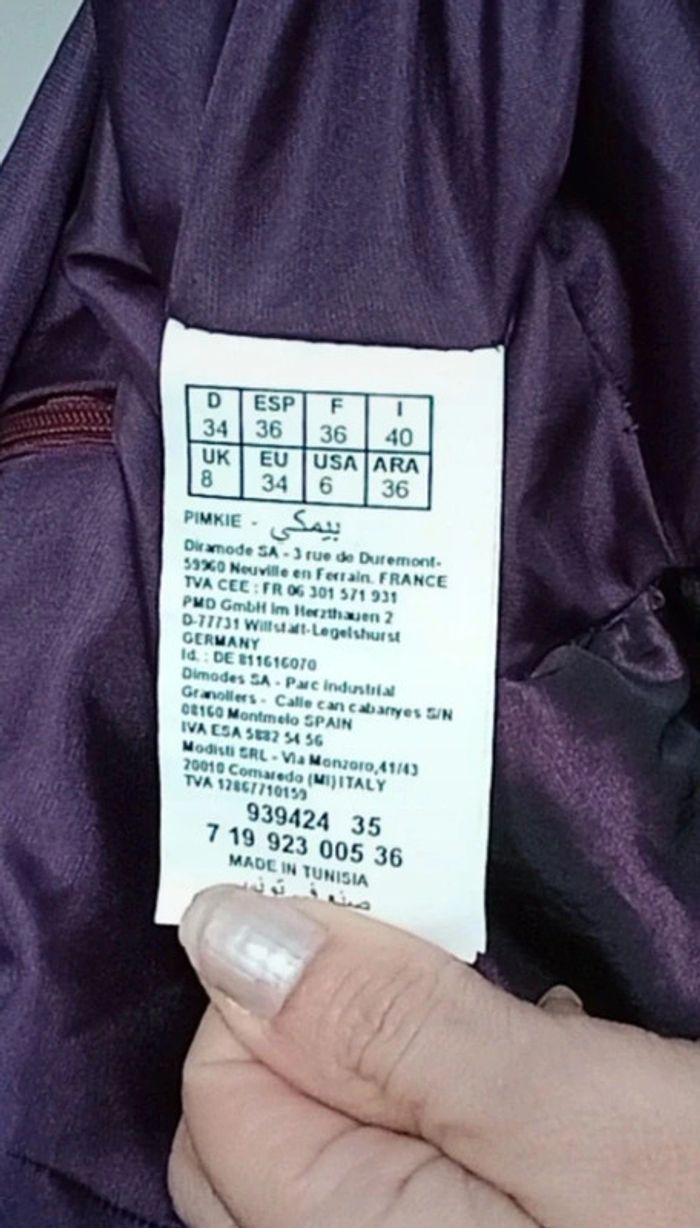 D ESP F I
34 36 36 40
UK EU USA ARA
8 34 6 36
PIMKIE - بيمكي
Diramode SA - 3 rue de Duremont-
59960 Neuville en Ferrain. FRANCE
TVA CEE : FR 06 301 571 931
PMD GmbH Im Herzthauen 2
D-77731 Willstatt-Legelshurst
GERMANY
Id. : DE 811616070
Dimodes SA - Parc industrial
Granollers - Calle can cabanyes S/N
08160 Montmelo SPAIN
IVA ESA 5882 54 56
Modisti SRL - Via Monzoro,41/43
20010 Cornaredo (MI) ITALY
TVA 12867710159
939424 35
7 19 923 005 36
MADE IN TUNISIA
صنع في تونس